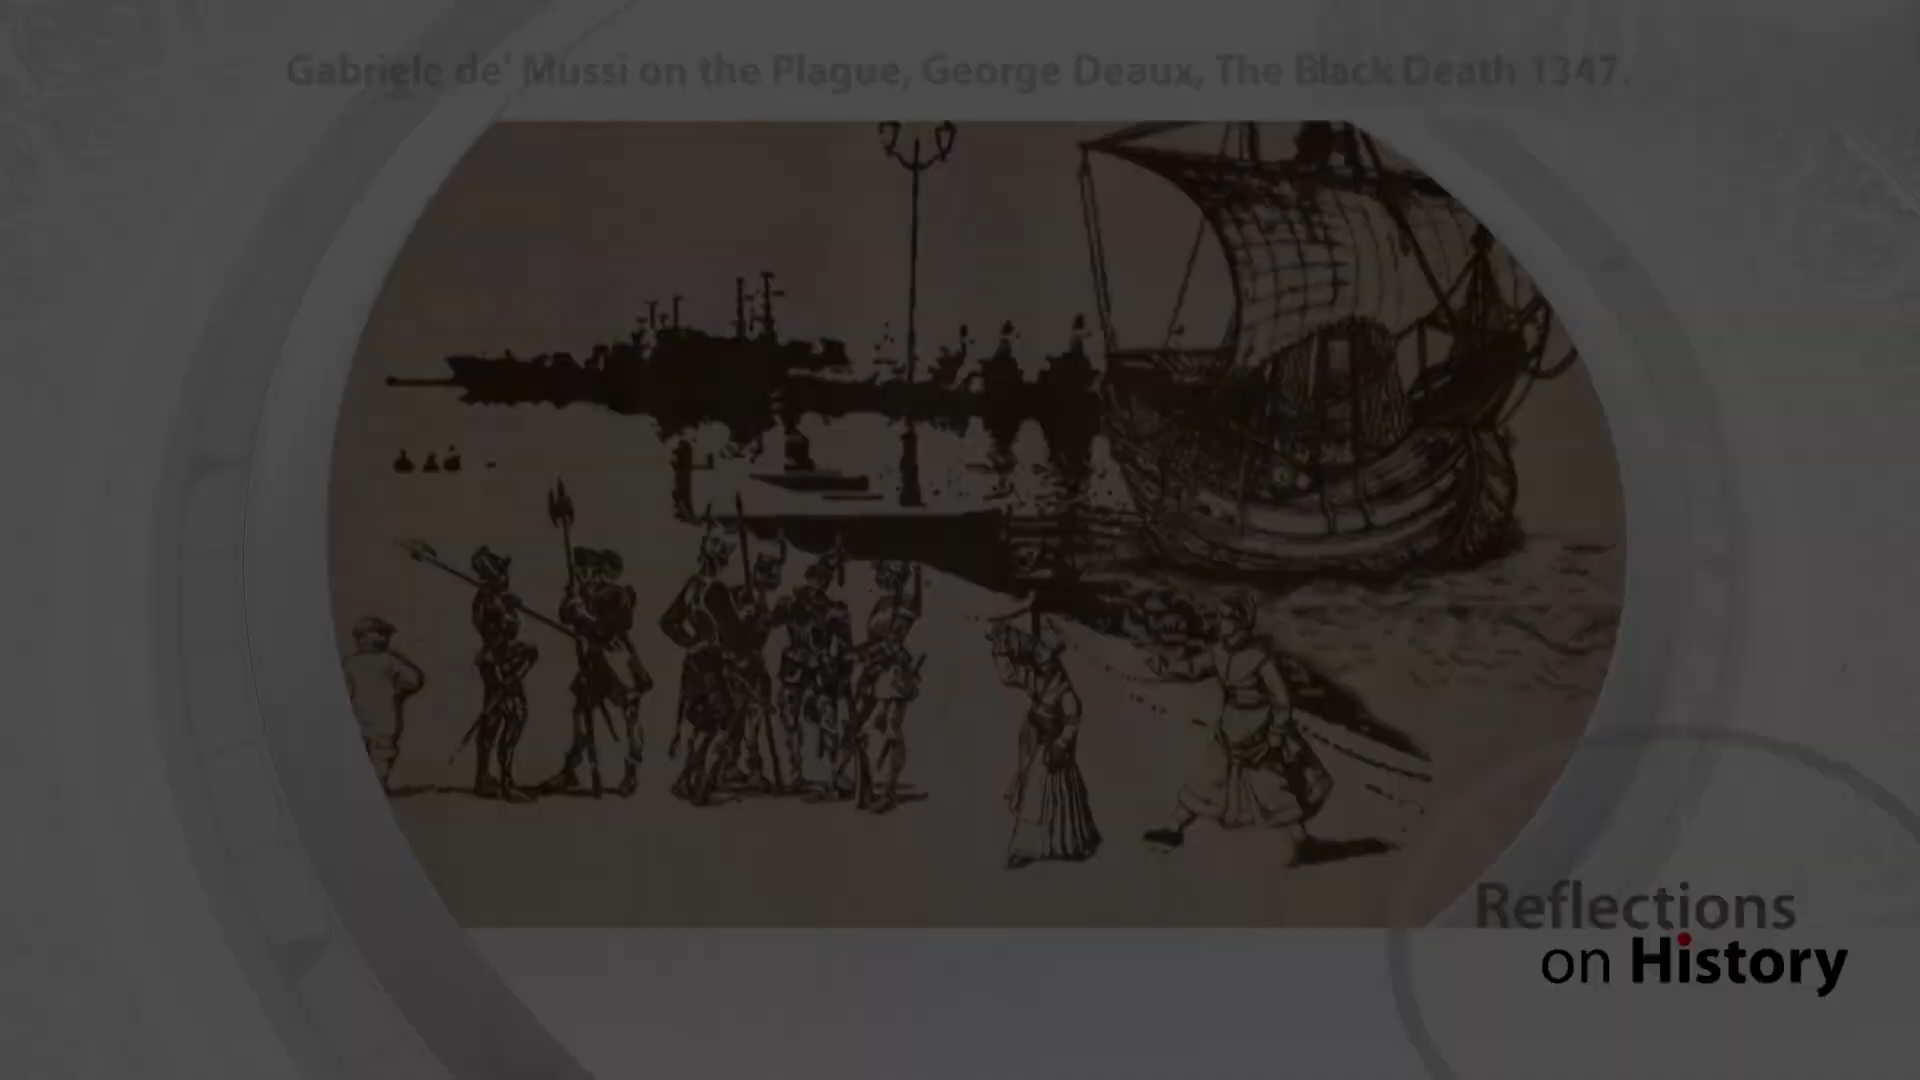 Gabriele de' Mussi on the Plague, George Deaux, The Black Death 1347.
Reflections
on History